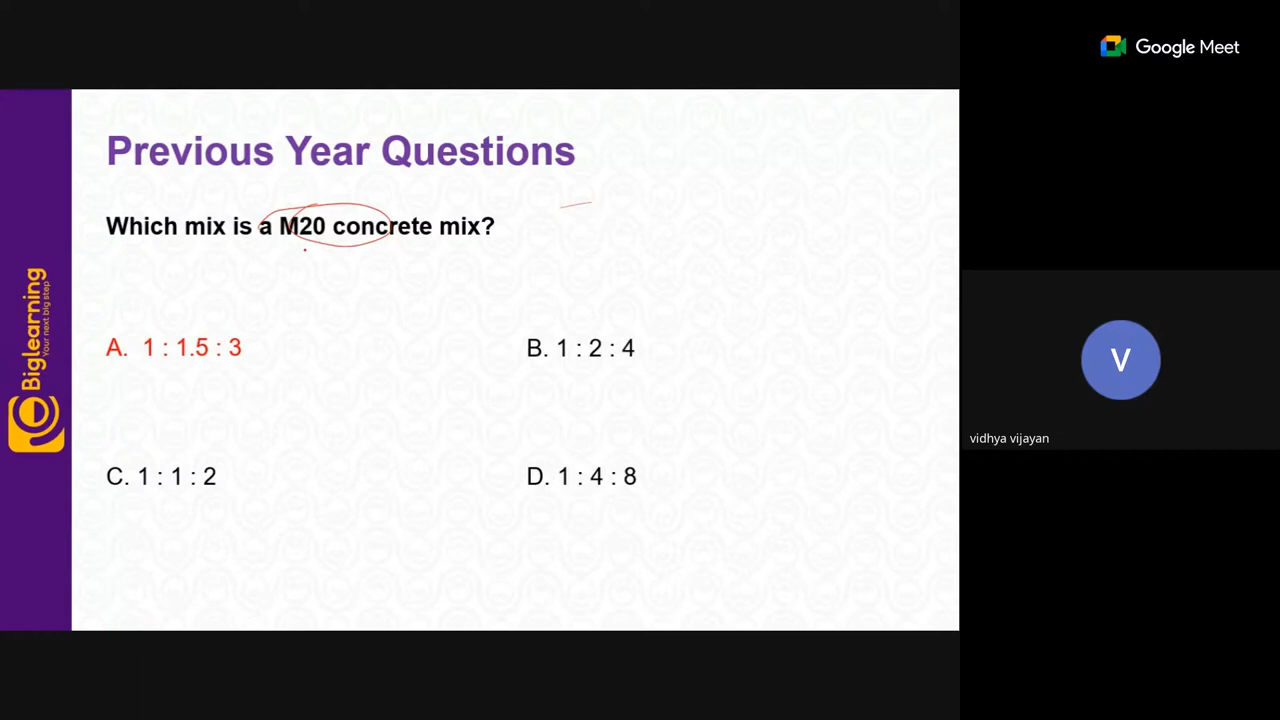 Google Meet
Previous Year Questions
Which mix is a M20 concrete mix?
A. 1 : 1.5 : 3
B. 1 : 2 : 4
C. 1 : 1 : 2
D. 1 : 4 : 8
Biglearning
Your next big step
V
vidhya vijayan